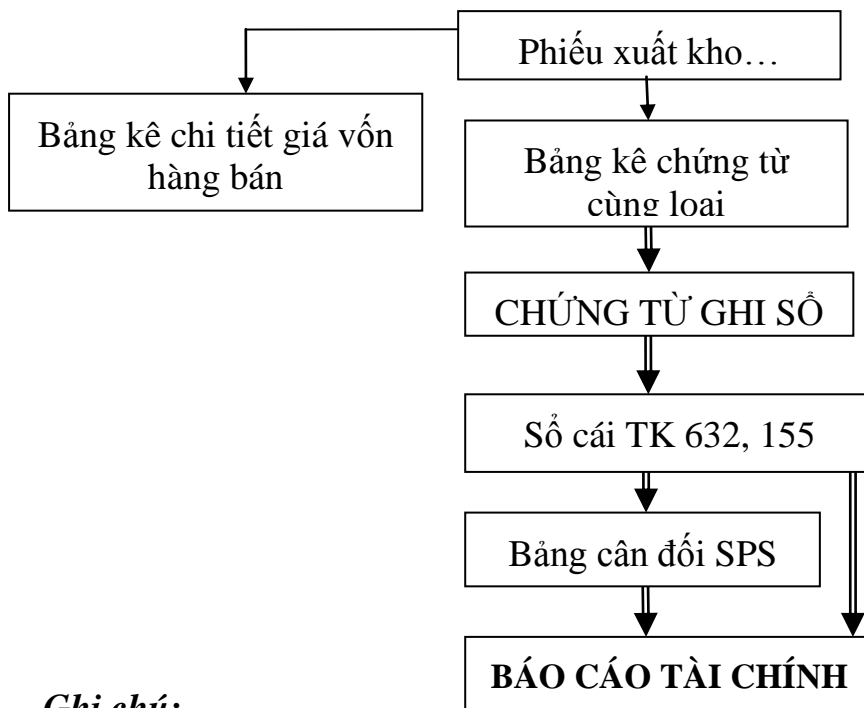 Phiếu xuất kho…
Bảng kê chi tiết giá vốn
hàng bán
Bảng kê chứng từ
cùng loại
CHỨNG TỪ GHI SỔ
Sổ cái TK 632, 155
Bảng cân đối SPS
BÁO CÁO TÀI CHÍNH
Ghi chú: